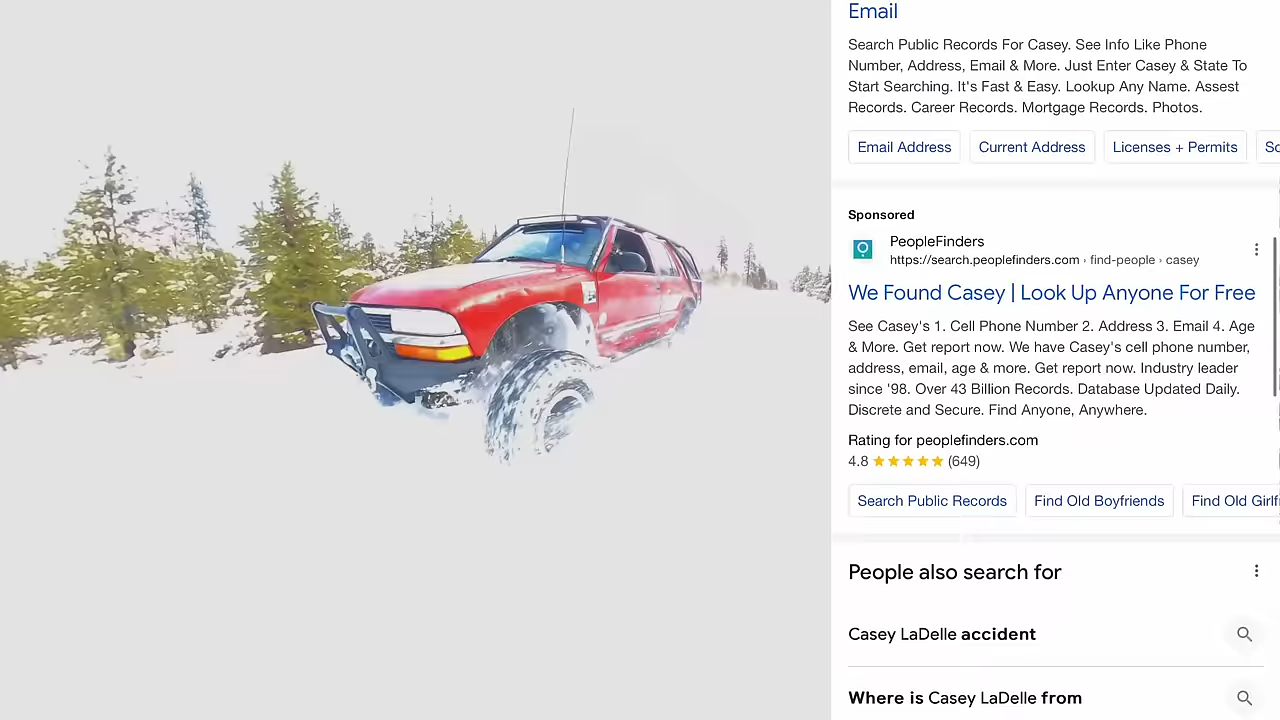 Email
Search Public Records For Casey. See Info Like Phone
Number, Address, Email & More. Just Enter Casey & State To
Start Searching. It's Fast & Easy. Lookup Any Name. Assest
Records. Career Records. Mortgage Records. Photos.
Email Address Current Address Licenses + Permits
Sponsored
PeopleFinders
https://search.peoplefinders.com › find-people › casey
We Found Casey | Look Up Anyone For Free
See Casey's 1. Cell Phone Number 2. Address 3. Email 4. Age
& More. Get report now. We have Casey's cell phone number,
address, email, age & more. Get report now. Industry leader
since '98. Over 43 Billion Records. Database Updated Daily.
Discrete and Secure. Find Anyone, Anywhere.
Rating for peoplefinders.com
4.8 ★★★★★ (649)
Search Public Records Find Old Boyfriends Find Old
People also search for
Casey LaDelle accident
Where is Casey LaDelle from